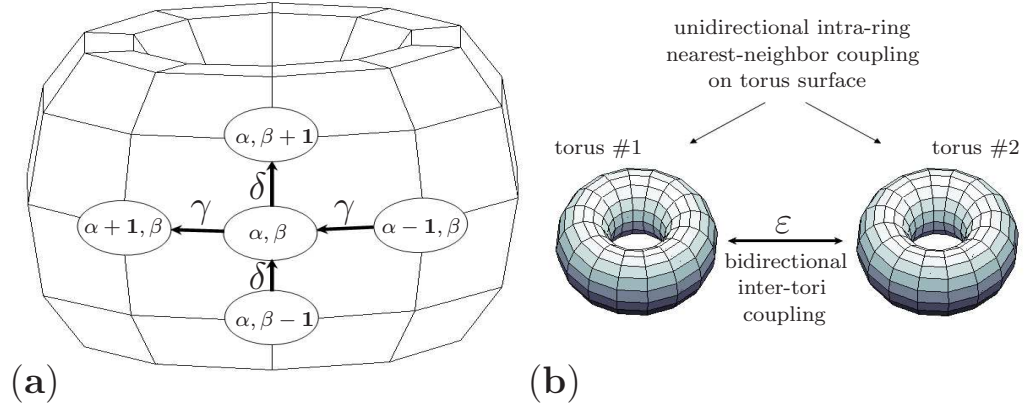 α, β + 1
δ
γ
γ
α + 1, β
α, β
α − 1, β
δ
α, β − 1
(a)
unidirectional intra-ring
nearest-neighbor coupling
on torus surface
torus #1
torus #2
ε
bidirectional
inter-tori
coupling
(b)